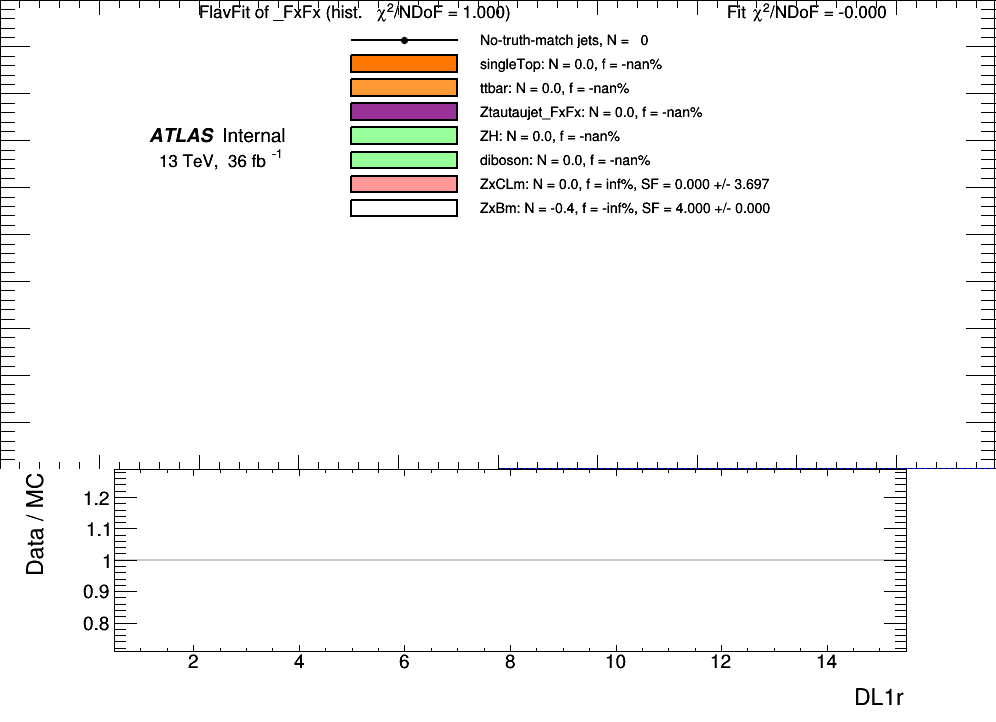 FlavFit of _FxFx (hist. χ²/NDoF = 1.000)
Fit χ²/NDoF = -0.000
No-truth-match jets, N = 0
singleTop: N = 0.0, f = -nan%
ttbar: N = 0.0, f = -nan%
Ztautaujet_FxFx: N = 0.0, f = -nan%
ATLAS Internal
ZH: N = 0.0, f = -nan%
13 TeV, 36 fb⁻¹
diboson: N = 0.0, f = -nan%
ZxCLm: N = 0.0, f = inf%, SF = 0.000 +/- 3.697
ZxBm: N = -0.4, f = -inf%, SF = 4.000 +/- 0.000
Data / MC
1.2
1.1
1
0.9
0.8
2 4 6 8 10 12 14
DL1r